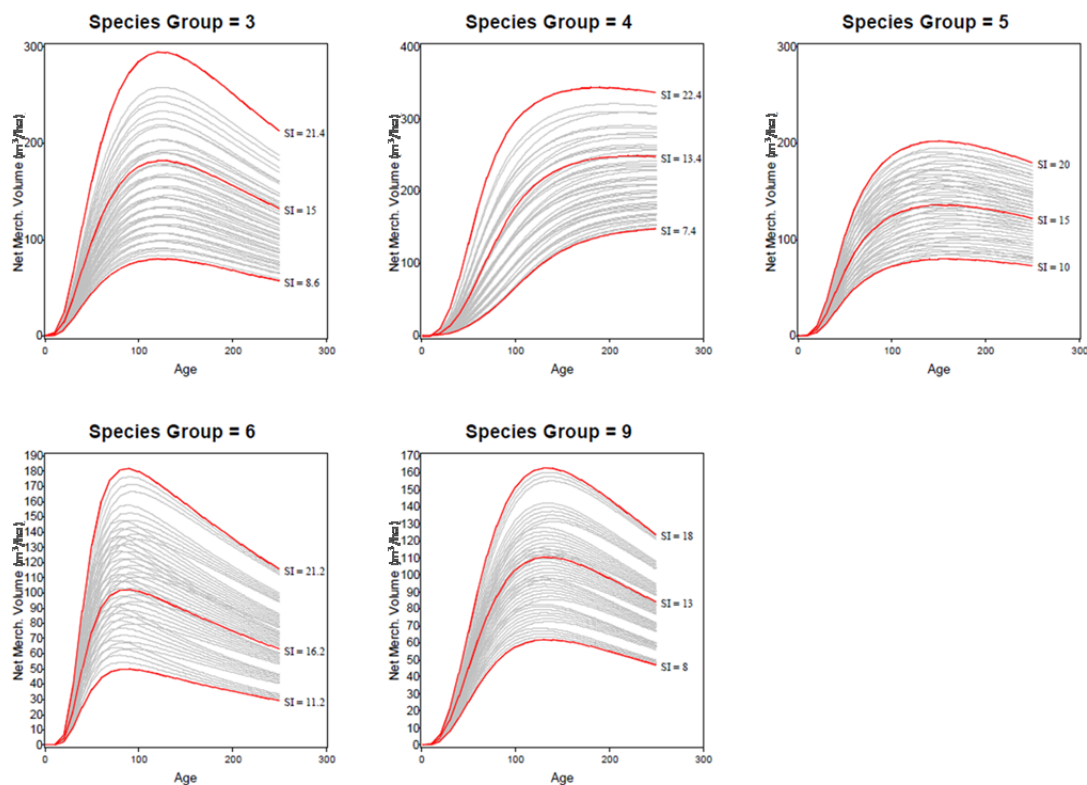 Species Group = 3
Net Merch. Volume (m³/ha)
300
200
100
0
SI = 21.4
SI = 15
SI = 8.6
0 100 200 300
Age
Species Group = 4
Net Merch. Volume (m³/ha)
400
300
200
100
0
SI = 22.4
SI = 13.4
SI = 7.4
0 100 200 300
Age
Species Group = 5
Net Merch. Volume (m³/ha)
300
200
100
0
SI = 20
SI = 15
SI = 10
0 100 200 300
Age
Species Group = 6
Net Merch. Volume (m³/ha)
190
180
170
160
150
140
130
120
110
100
90
80
70
60
50
40
30
20
10
0
SI = 21.2
SI = 16.2
SI = 11.2
0 100 200 300
Age
Species Group = 9
Net Merch. Volume (m³/ha)
170
160
150
140
130
120
110
100
90
80
70
60
50
40
30
20
10
0
SI = 18
SI = 13
SI = 8
0 100 200 300
Age